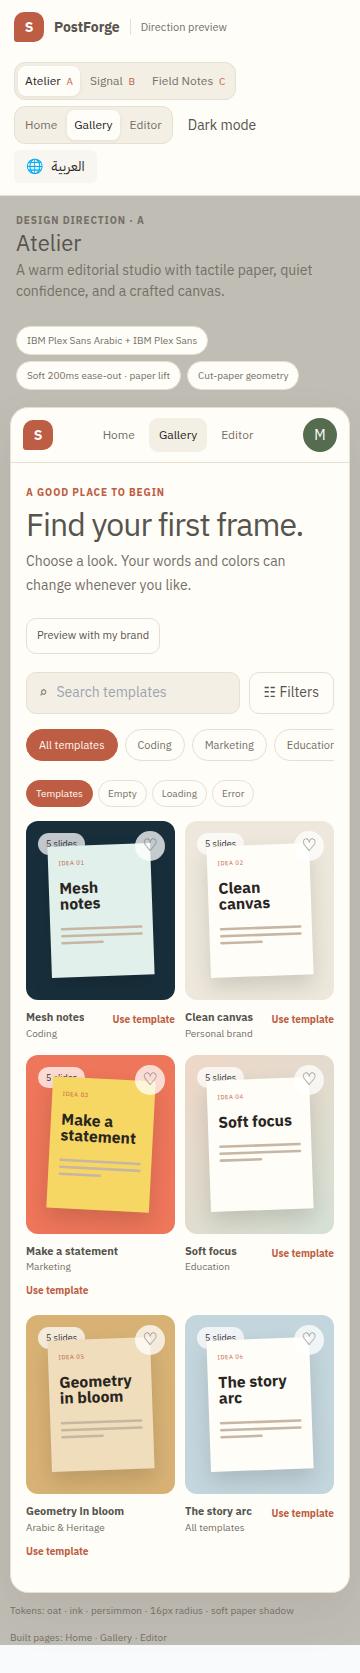 S PostForge Direction preview
Atelier A Signal B Field Notes C
Home Gallery Editor Dark mode
العربية
DESIGN DIRECTION · A
Atelier
A warm editorial studio with tactile paper, quiet
confidence, and a crafted canvas.
IBM Plex Sans Arabic + IBM Plex Sans
Soft 200ms ease-out · paper lift Cut-paper geometry
S Home Gallery Editor M
A GOOD PLACE TO BEGIN
Find your first frame.
Choose a look. Your words and colors can
change whenever you like.
Preview with my brand
Search templates Filters
All templates Coding Marketing Education
Templates Empty Loading Error
5 slides 5 slides
IDEA 01 IDEA 02
Mesh Clean
notes canvas
Mesh notes Use template Clean canvas Use template
Coding Personal brand
5 slides 5 slides
IDEA 03 IDEA 04
Make a Soft focus
statement
Make a statement Soft focus Use template
Marketing Education
Use template
5 slides 5 slides
IDEA 05 IDEA 06
Geometry The story
in bloom arc
Geometry In bloom The story arc Use template
Arabic & Heritage All templates
Use template
Tokens: oat · ink · persimmon · 16px radius · soft paper shadow
Built pages: Home · Gallery · Editor